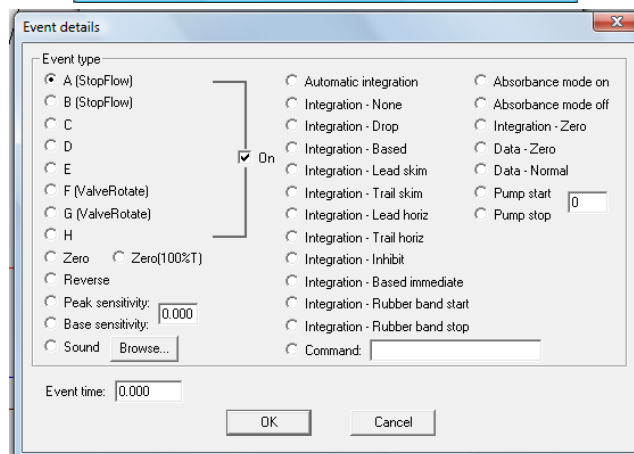 Event details
Event type
A (StopFlow)
B (StopFlow)
C
D
E
F (ValveRotate)
G (ValveRotate)
H
On
Zero
Zero(100%T)
Reverse
Peak sensitivity:
Base sensitivity:
0.000
Sound
Browse...
Automatic integration
Integration - None
Integration - Drop
Integration - Based
Integration - Lead skim
Integration - Trail skim
Integration - Lead horiz
Integration - Trail horiz
Integration - Inhibit
Integration - Based immediate
Integration - Rubber band start
Integration - Rubber band stop
Command:
Absorbance mode on
Absorbance mode off
Integration - Zero
Data - Zero
Data - Normal
Pump start
Pump stop
0
Event time: 0.000
OK
Cancel